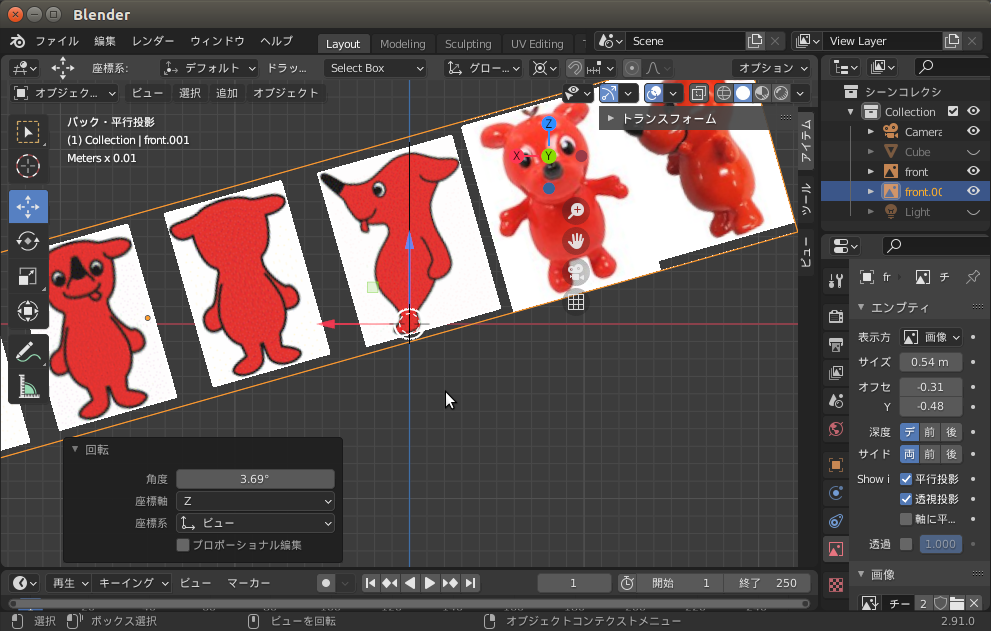 Blender
ファイル 編集 レンダー ウィンドウ ヘルプ Layout Modeling Sculpting UV Editing Scene View Layer
座標系: デフォルト ドラッ... Select Box グロー... オプション
オブジェク... ビュー 選択 追加 オブジェクト
バック・平行投影
(1) Collection | front.001
Meters x 0.01
トランスフォーム
アイテム
ツール
ビュー
X
Y
Z
シーンコレクシ
Collection
Camera
Cube
front
front.00
Light
fr チ
エンプティ
表示方 画像
サイズ 0.54 m
オフセ -0.31
Y -0.48
深度 デ 前 後
サイド 両 前 後
Show i 平行投影
透視投影
軸に平...
透過 1.000
画像
チー 2
回転
角度 3.69°
座標軸 Z
座標系 ビュー
プロポーショナル編集
再生 キーイング ビュー マーカー 1 開始 1 終了 250
選択 ボックス選択 ビューを回転 オブジェクトコンテクストメニュー 2.91.0